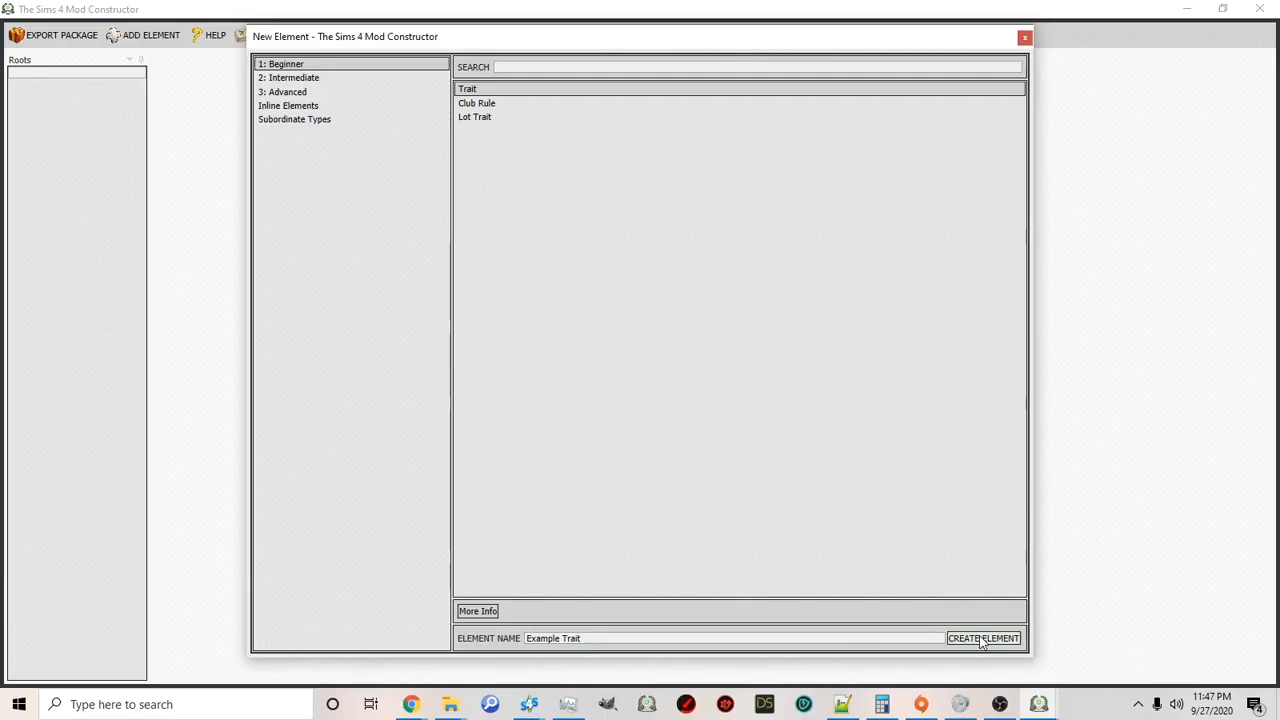 The Sims 4 Mod Constructor
EXPORT PACKAGE
ADD ELEMENT
HELP
Roots
New Element - The Sims 4 Mod Constructor
x
1: Beginner
2: Intermediate
3: Advanced
Inline Elements
Subordinate Types
SEARCH
Trait
Club Rule
Lot Trait
More Info
ELEMENT NAME
Example Trait
CREATE ELEMENT
Type here to search
DS
11:47 PM
9/27/2020
4